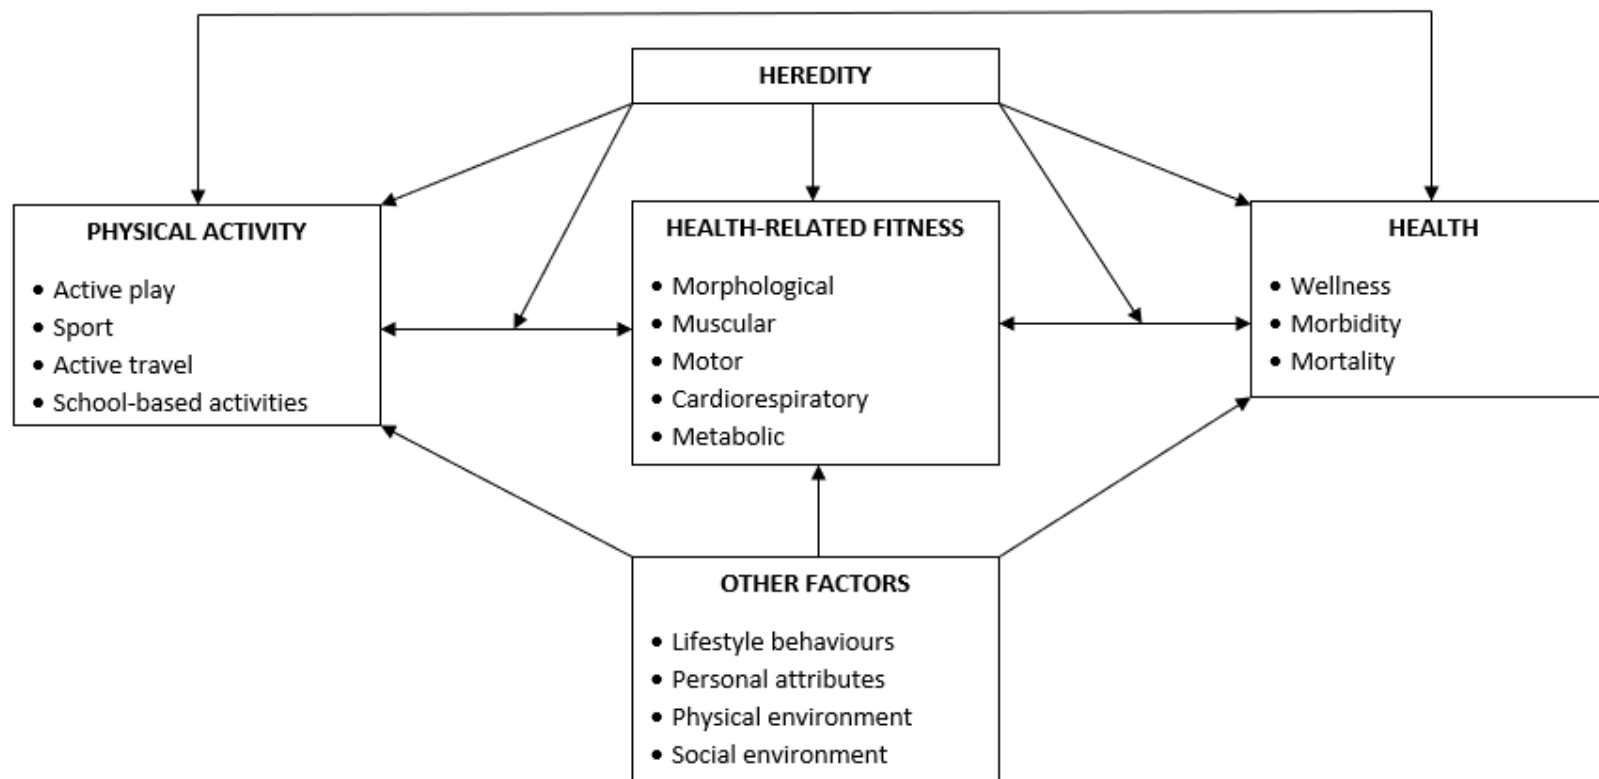 HEREDITY
PHYSICAL ACTIVITY
• Active play
• Sport
• Active travel
• School-based activities
HEALTH-RELATED FITNESS
• Morphological
• Muscular
• Motor
• Cardiorespiratory
• Metabolic
HEALTH
• Wellness
• Morbidity
• Mortality
OTHER FACTORS
• Lifestyle behaviours
• Personal attributes
• Physical environment
• Social environment